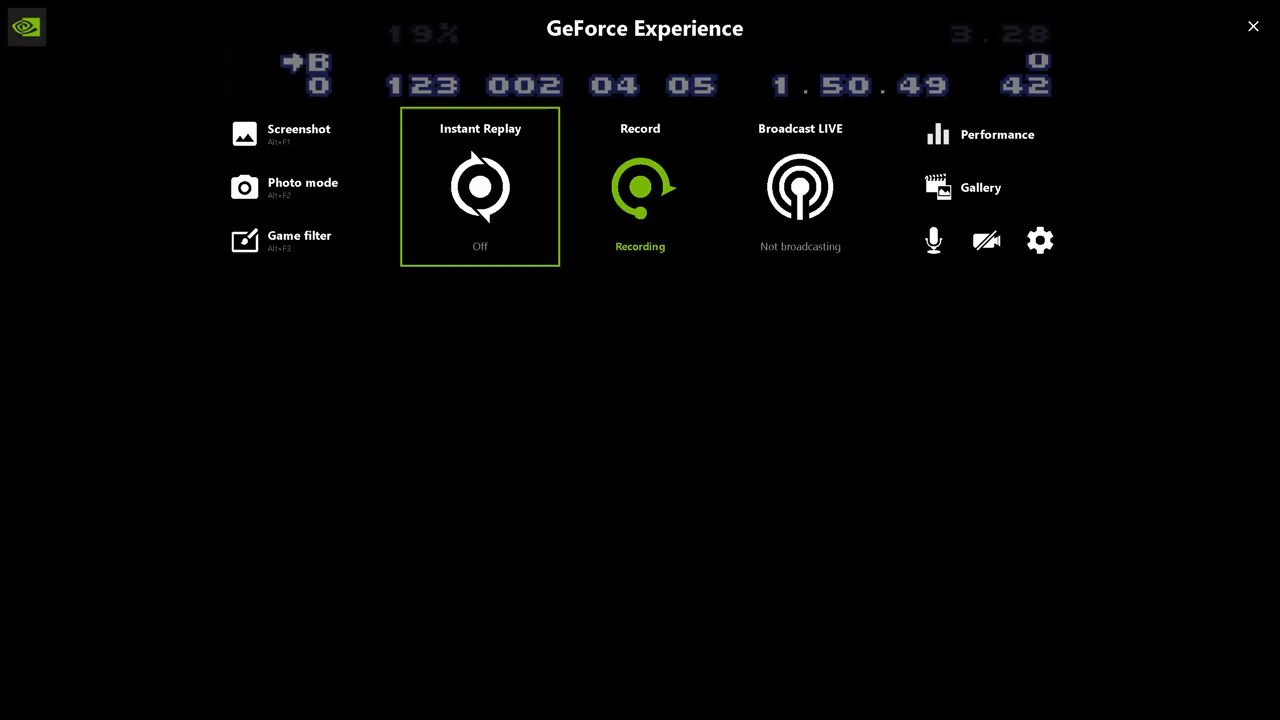 19%
GeForce Experience
3.28
→B
0
0
123
002
04
05
1.50.49
42
Screenshot
Alt+F1
Photo mode
Alt+F2
Game filter
Alt+F3
Instant Replay
Off
Record
Recording
Broadcast LIVE
Not broadcasting
Performance
Gallery